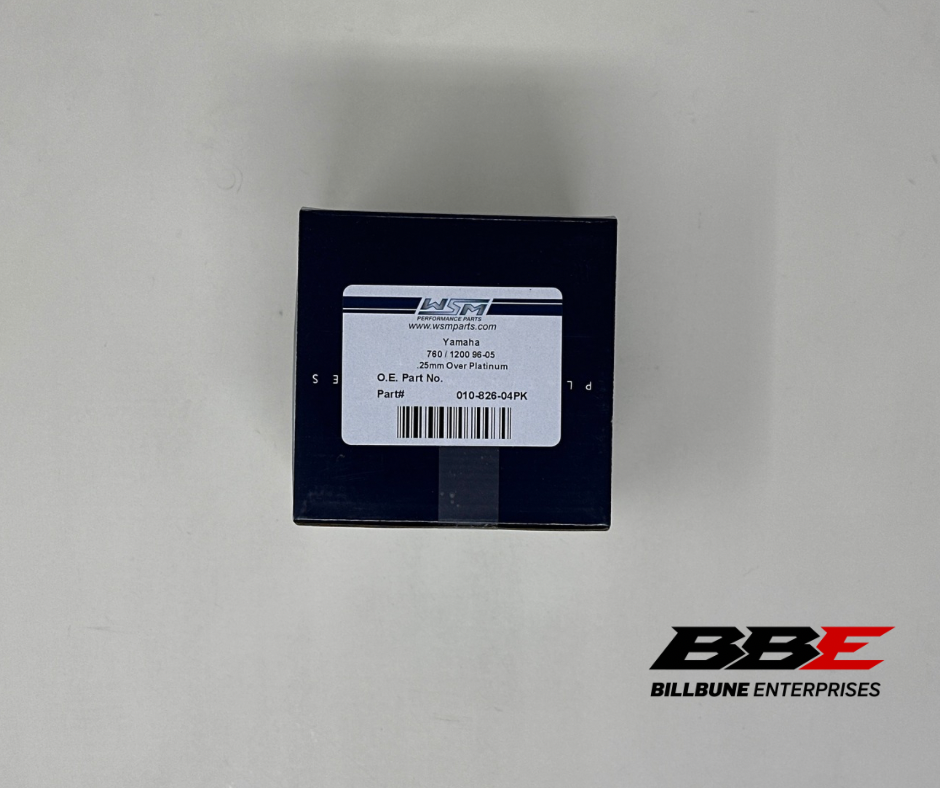 WSM
PERFORMANCE PARTS
www.wsmparts.com
Yamaha
760 / 1200 96-05
.25mm Over Platinum
O.E. Part No.
Part# 010-826-04PK
BBE
BILLBUNE ENTERPRISES